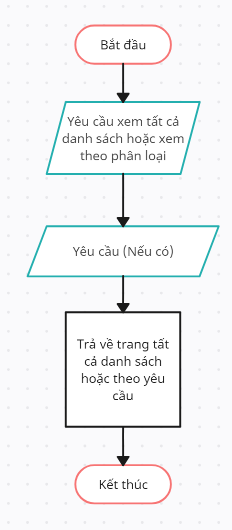 Bắt đầu
Yêu cầu xem tất cả
danh sách hoặc xem
theo phân loại
Yêu cầu (Nếu có)
Trả về trang tất
cả danh sách
hoặc theo yêu
cầu
Kết thúc